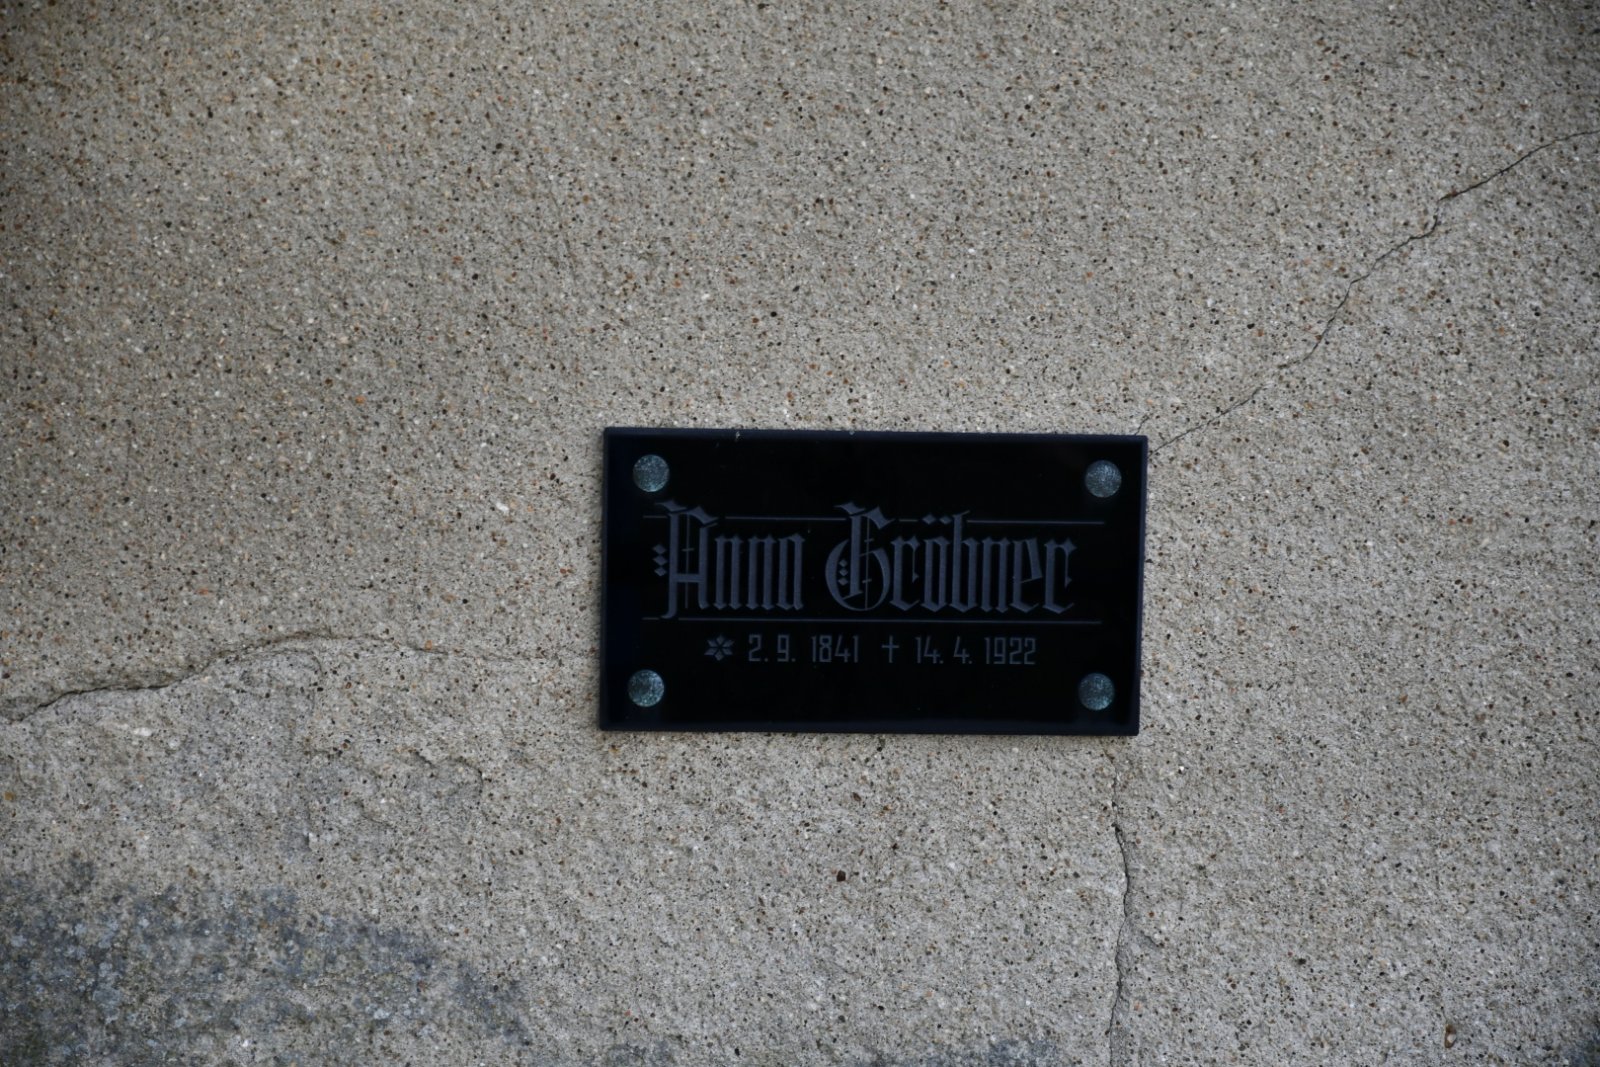 Anna Gröbner
* 2. 9. 1841 † 14. 4. 1922